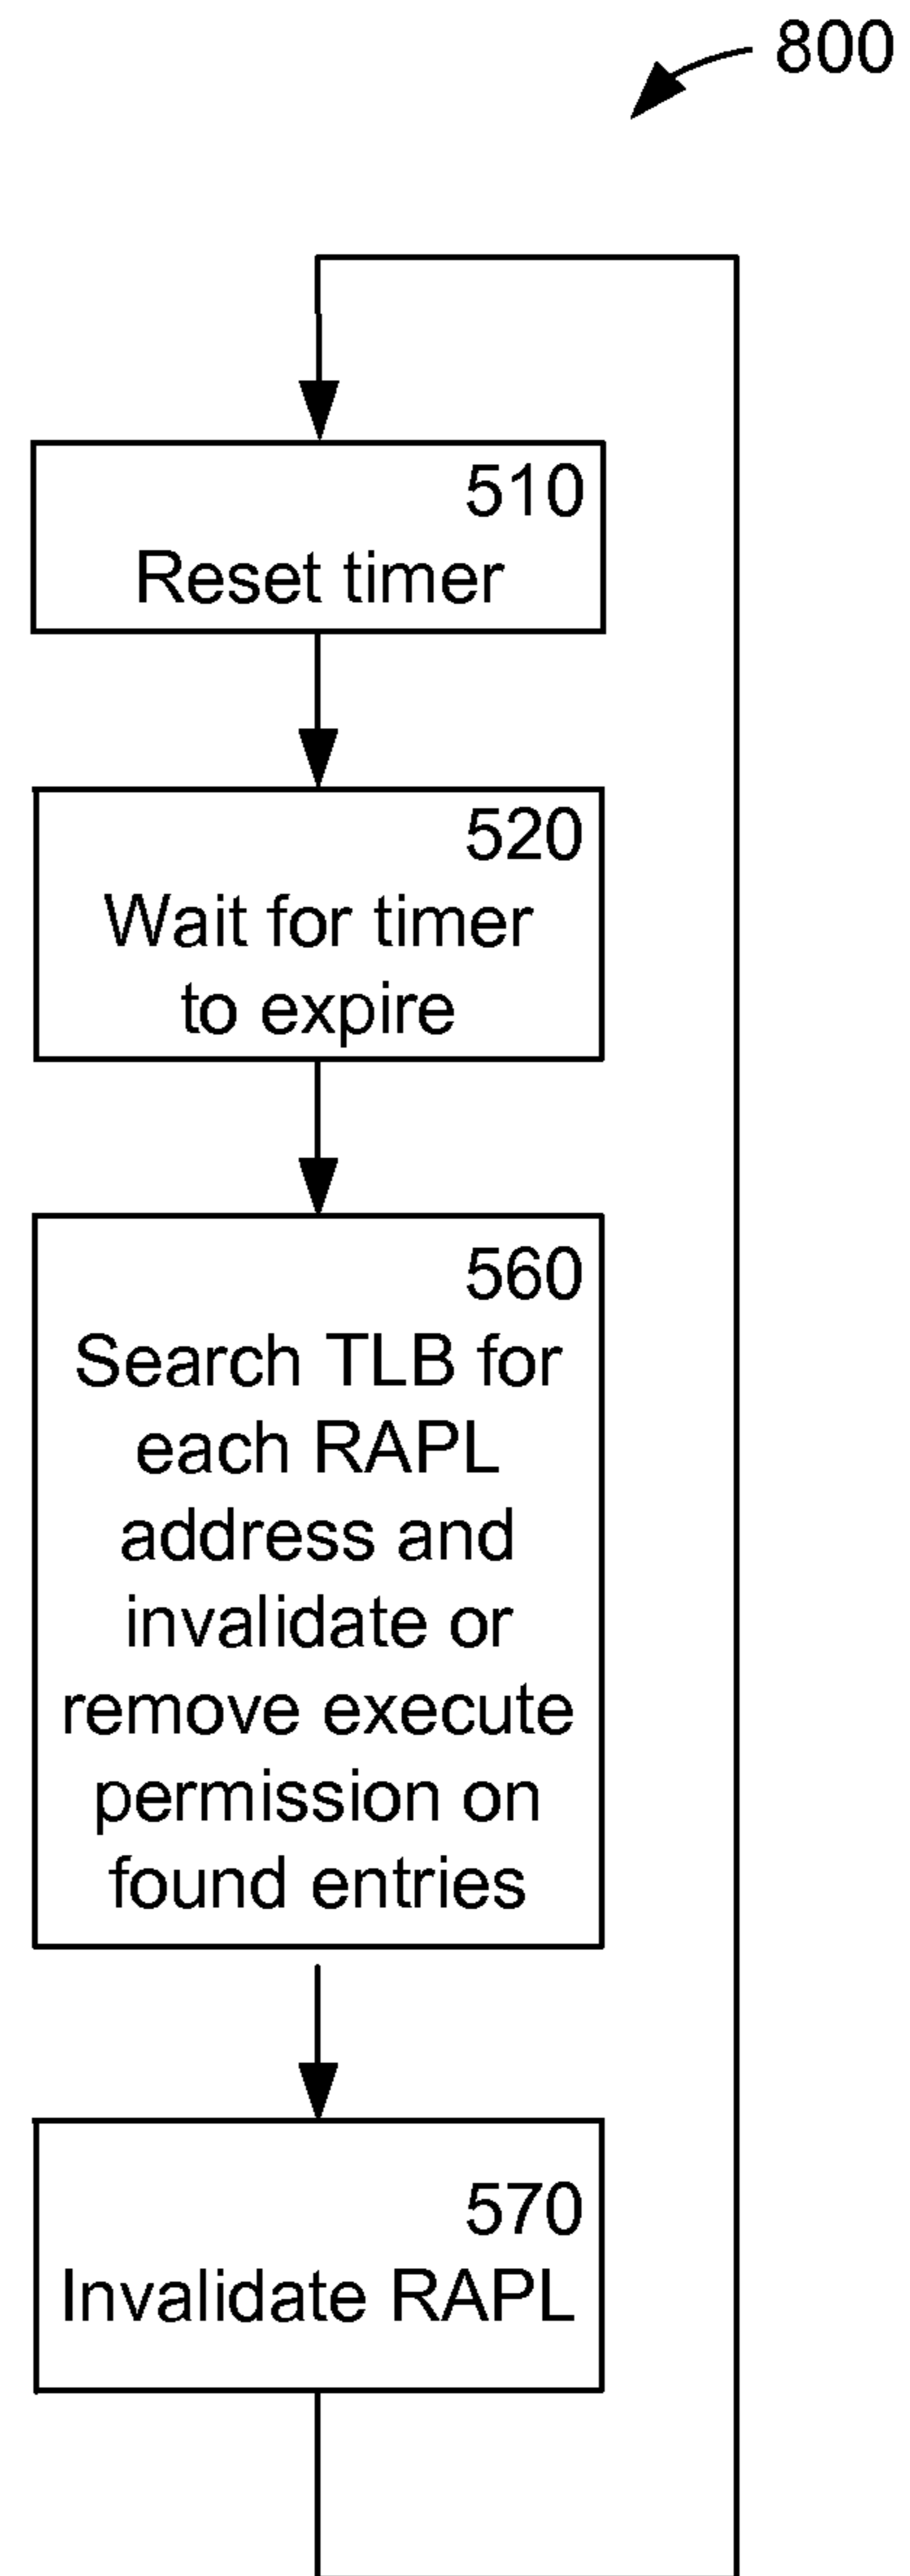 800
510
Reset timer
520
Wait for timer
to expire
560
Search TLB for
each RAPL
address and
invalidate or
remove execute
permission on
found entries
570
Invalidate RAPL